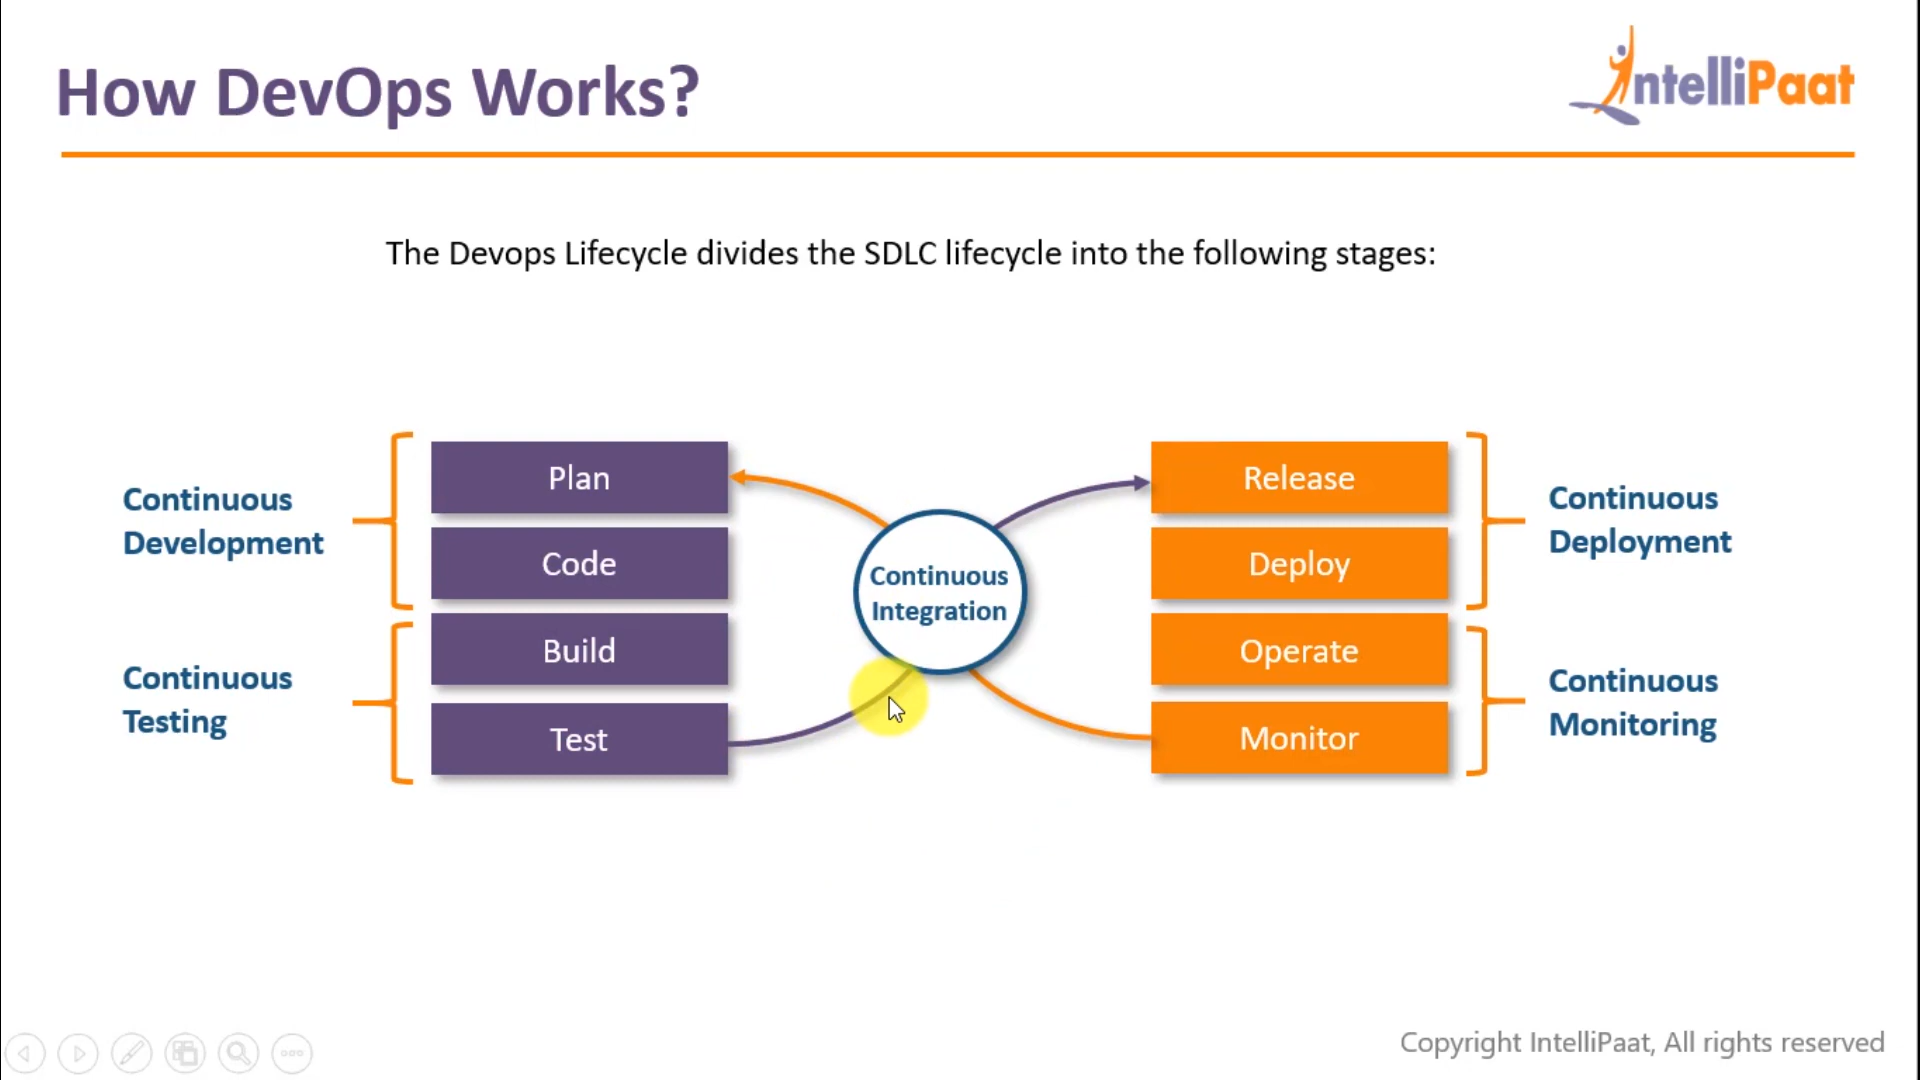 How DevOps Works?
IntelliPaat
The Devops Lifecycle divides the SDLC lifecycle into the following stages:
Continuous
Development
Continuous
Testing
Plan
Code
Build
Test
Continuous
Integration
Release
Deploy
Operate
Monitor
Continuous
Deployment
Continuous
Monitoring
Copyright IntelliPaat, All rights reserved